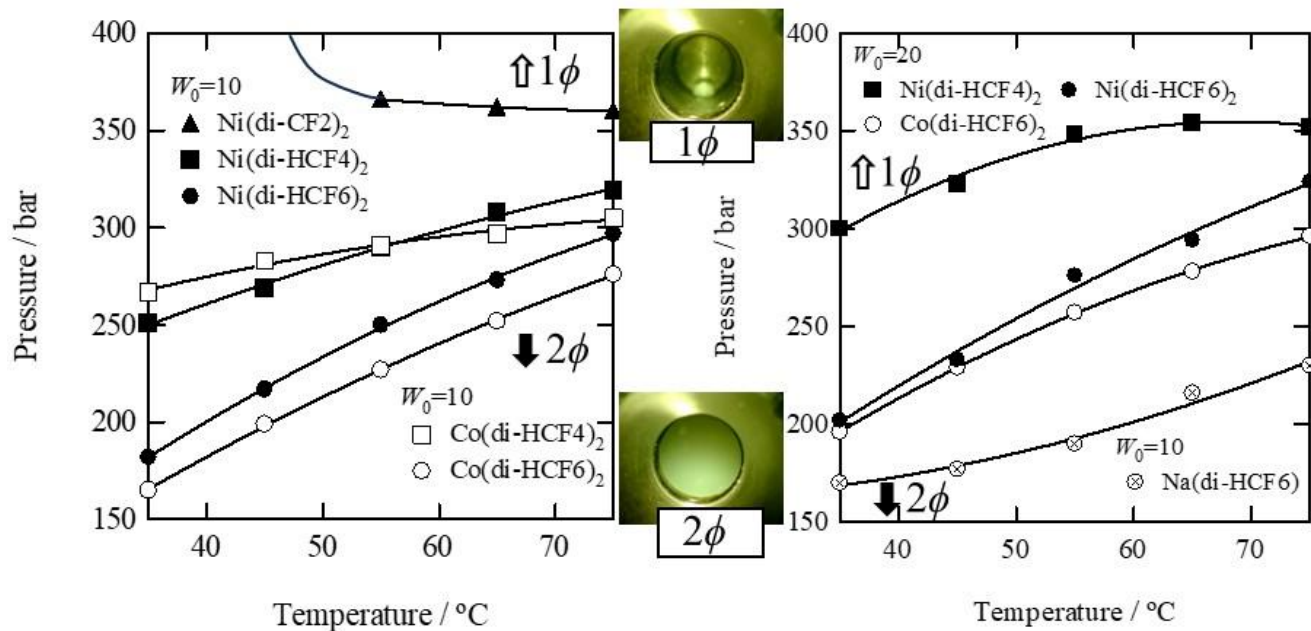 400
350
300
250
200
150
Pressure / bar
W₀=10
Ni(di-CF2)₂
Ni(di-HCF4)₂
Ni(di-HCF6)₂
⇧1ϕ
⬇2ϕ
W₀=10
Co(di-HCF4)₂
Co(di-HCF6)₂
40 50 60 70
Temperature / ºC
1ϕ
2ϕ
400
350
300
250
200
150
Pressure / bar
W₀=20
Ni(di-HCF4)₂ Ni(di-HCF6)₂
Co(di-HCF6)₂
⇧1ϕ
⬇2ϕ
W₀=10
Na(di-HCF6)
40 50 60 70
Temperature / ºC